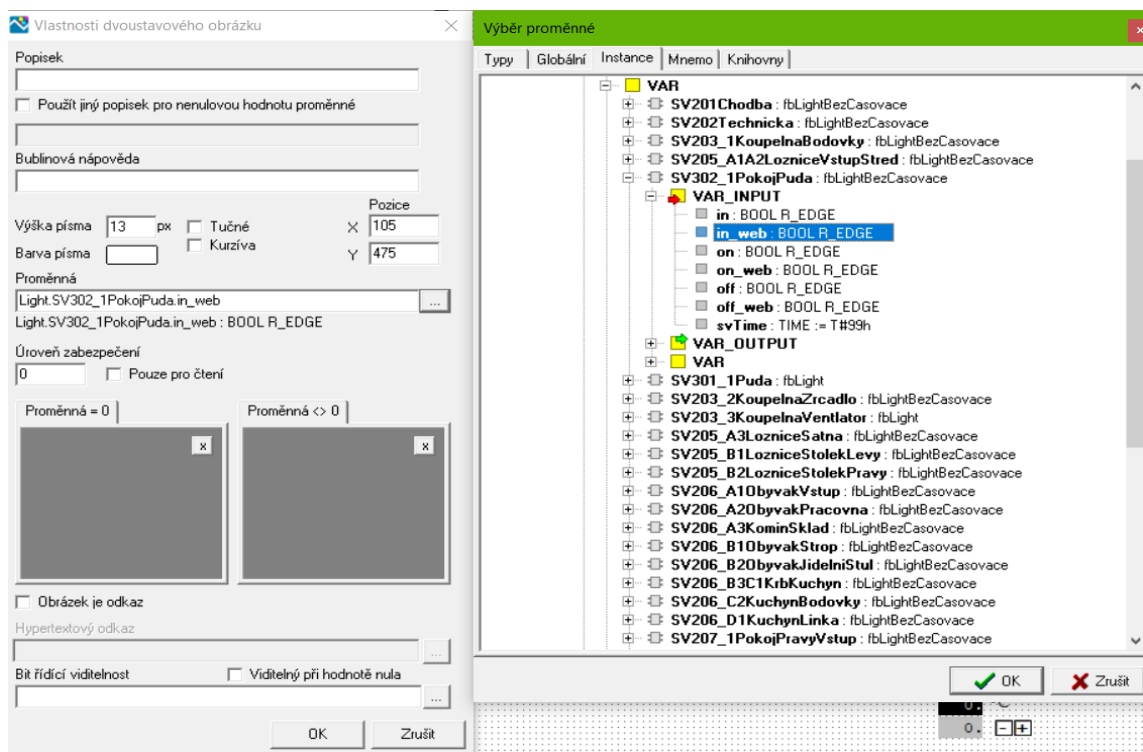 Vlastnosti dvoustavového obrázku
Popisek
Použít jiný popisek pro nenulovou hodnotu proměnné
Bublinová nápověda
Pozice
Výška písma 13 px Tučné X 105
Kurzíva
Barva písma Y 475
Proměnná
Light.SV302_1PokojPuda.in_web ...
Light.SV302_1PokojPuda.in_web : BOOL R_EDGE
Úroveň zabezpečení
0 Pouze pro čtení
Proměnná = 0 Proměnná <> 0
x x
Obrázek je odkaz
Hypertextový odkaz
...
Bit řídící viditelnost Viditelný při hodnotě nula
...
OK Zrušit
Výběr proměnné x
Typy Globální Instance Mnemo Knihovny
VAR
SV201Chodba : fbLightBezCasovace
SV202Technicka : fbLightBezCasovace
SV203_1KoupelnaBodovky : fbLightBezCasovace
SV205_A1A2LozniceVstupStred : fbLightBezCasovace
SV302_1PokojPuda : fbLightBezCasovace
VAR_INPUT
in : BOOL R_EDGE
in_web : BOOL R_EDGE
on : BOOL R_EDGE
on_web : BOOL R_EDGE
off : BOOL R_EDGE
off_web : BOOL R_EDGE
svTime : TIME := T#99h
VAR_OUTPUT
VAR
SV301_1Puda : fbLight
SV203_2KoupelnaZrcadlo : fbLightBezCasovace
SV203_3KoupelnaVentlator : fbLight
SV205_A3LozniceSatna : fbLightBezCasovace
SV205_B1LozniceStolekLevy : fbLightBezCasovace
SV205_B2LozniceStolekPravy : fbLightBezCasovace
SV206_A1ObyvakVstup : fbLightBezCasovace
SV206_A2ObyvakPracovna : fbLightBezCasovace
SV206_A3KominSklad : fbLightBezCasovace
SV206_B1ObyvakStrop : fbLightBezCasovace
SV206_B2ObyvakJidelniStul : fbLightBezCasovace
SV206_B3C1KrbKuchyn : fbLightBezCasovace
SV206_C2KuchynBodovky : fbLightBezCasovace
SV206_D1KuchynLinka : fbLightBezCasovace
SV207_1PokojPravyVstup : fbLightBezCasovace
OK Zrušit
0. °C
0. - +